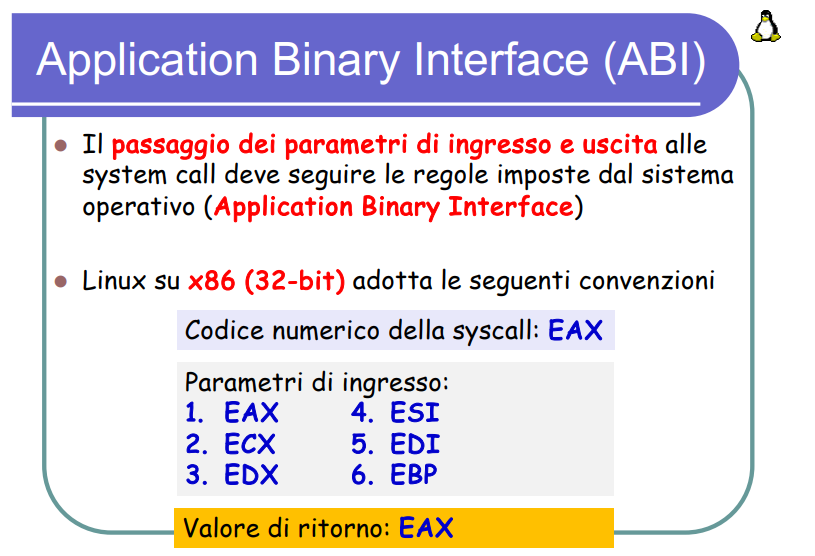 Application Binary Interface (ABI)
Il passaggio dei parametri di ingresso e uscita alle
system call deve seguire le regole imposte dal sistema
operativo (Application Binary Interface)
Linux su x86 (32-bit) adotta le seguenti convenzioni
Codice numerico della syscall: EAX
Parametri di ingresso:
1. EAX 4. ESI
2. ECX 5. EDI
3. EDX 6. EBP
Valore di ritorno: EAX